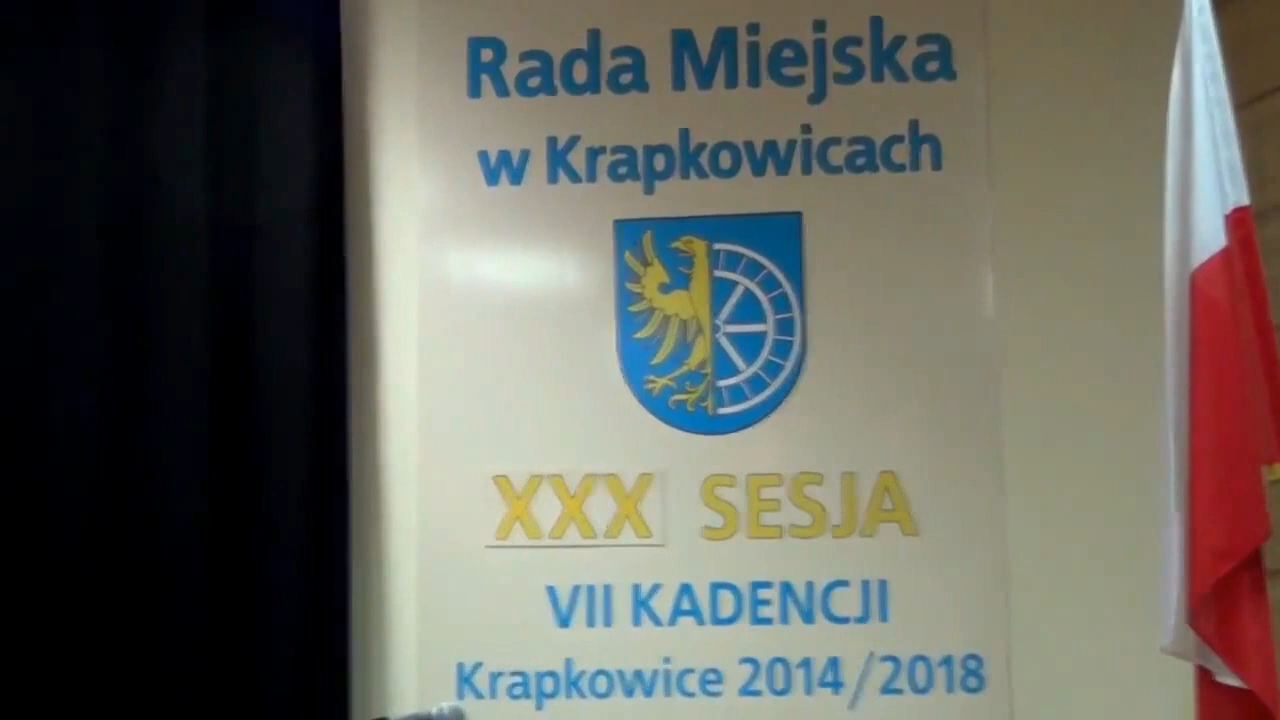 Rada Miejska
w Krapkowicach
XXX SESJA
VII KADENCJI
Krapkowice 2014/2018